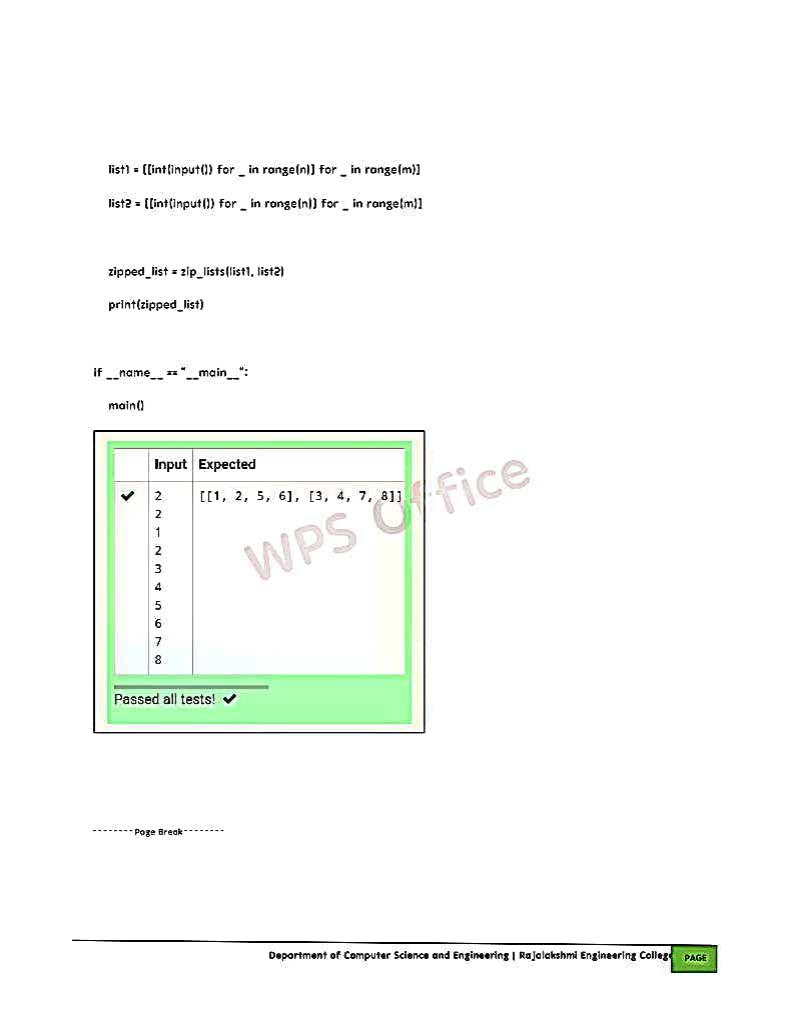 list1 = [[int(input()) for _ in range(n)] for _ in range(m)]
list2 = [[int(input()) for _ in range(n)] for _ in range(m)]
zipped_list = zip_lists(list1, list2)
print(zipped_list)
if __name__ == "__main__":
main()
Input Expected
✔ 2 [[1, 2, 5, 6], [3, 4, 7, 8]]
2
1
2
3
4
5
6
7
8
Passed all tests! ✔
WPS Office
--------Page Break--------
Department of Computer Science and Engineering | Rajalakshmi Engineering College PAGE